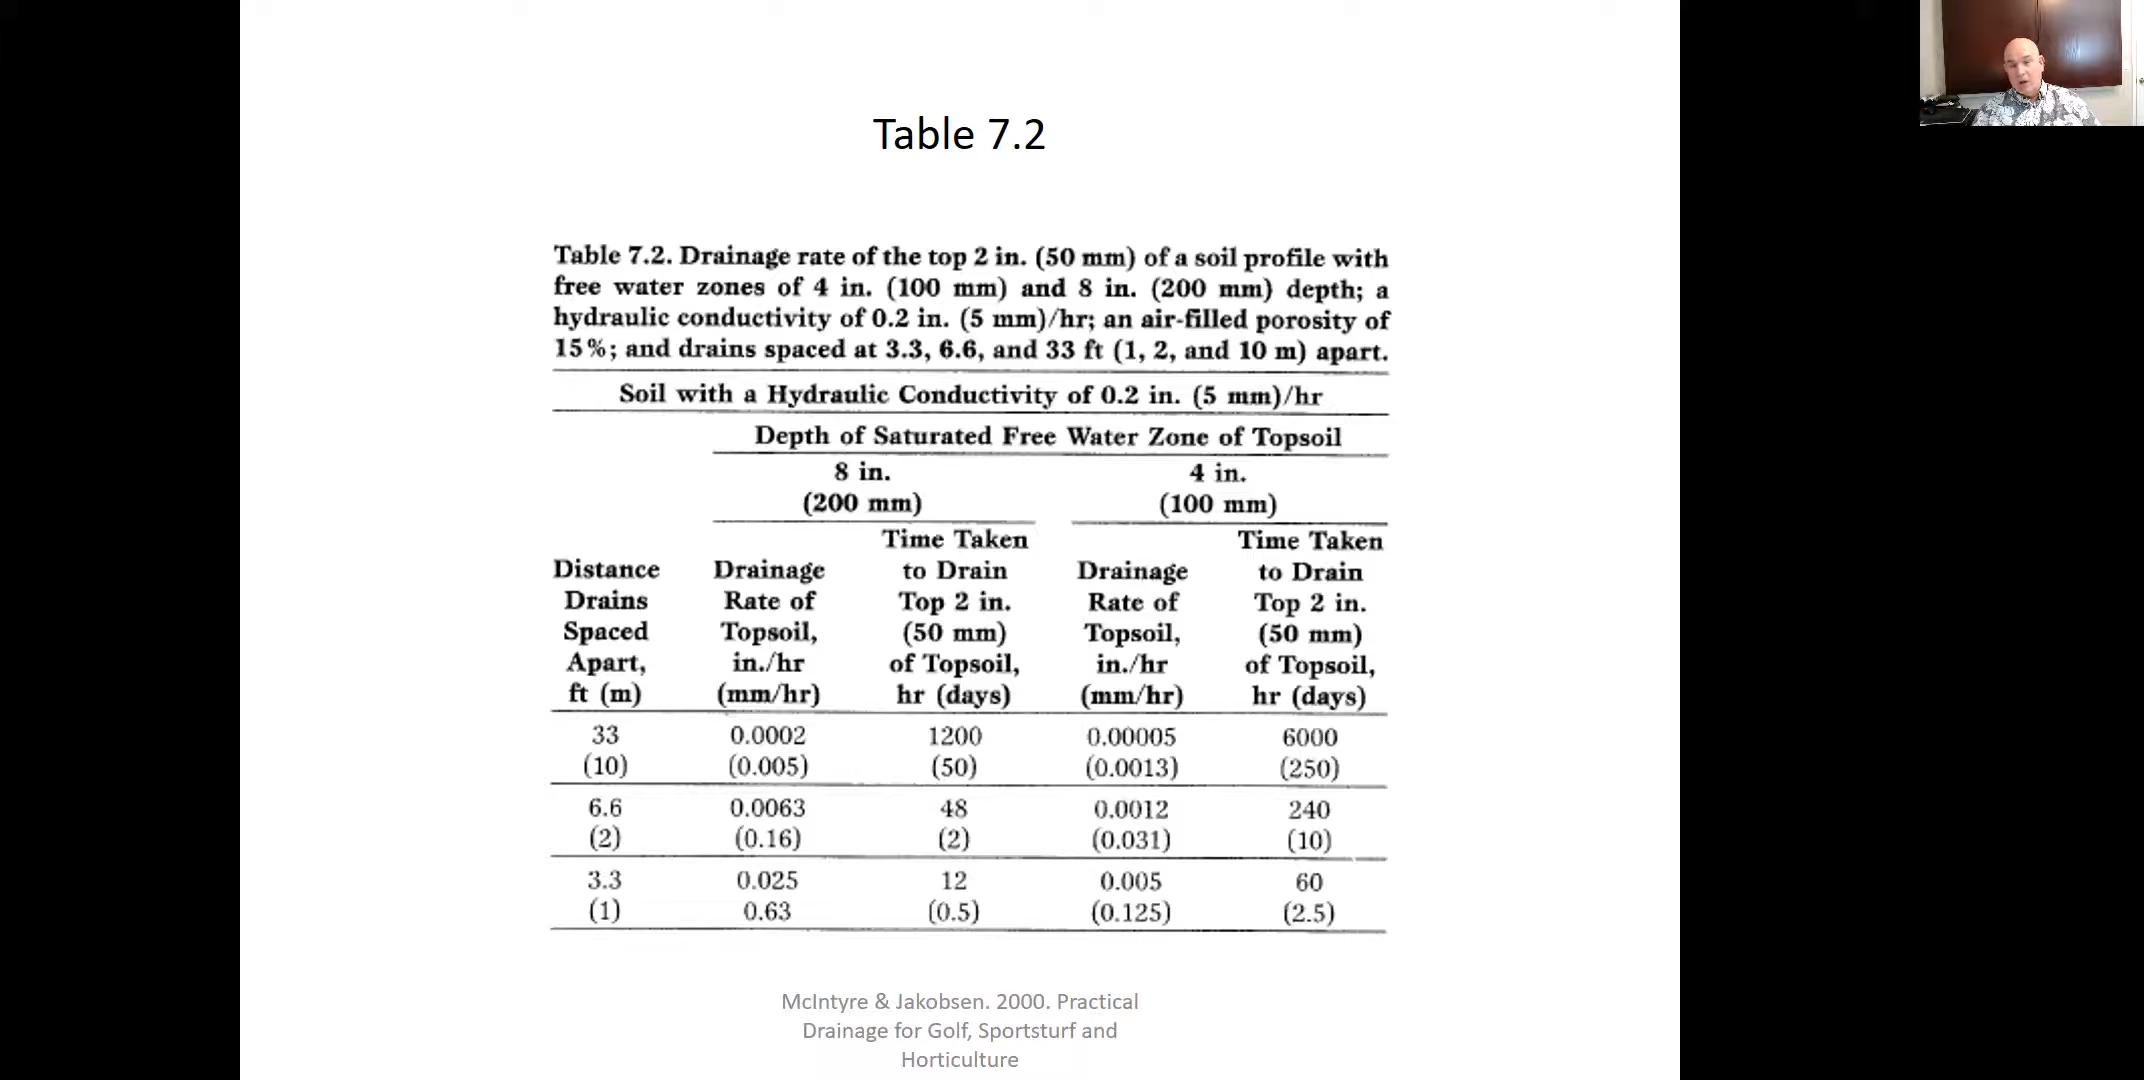 Table 7.2
Table 7.2. Drainage rate of the top 2 in. (50 mm) of a soil profile with
free water zones of 4 in. (100 mm) and 8 in. (200 mm) depth; a
hydraulic conductivity of 0.2 in. (5 mm)/hr; an air-filled porosity of
15%; and drains spaced at 3.3, 6.6, and 33 ft (1, 2, and 10 m) apart.
Soil with a Hydraulic Conductivity of 0.2 in. (5 mm)/hr
Depth of Saturated Free Water Zone of Topsoil
8 in. 4 in.
(200 mm) (100 mm)
Time Taken Time Taken
Distance Drainage to Drain Drainage to Drain
Drains Rate of Top 2 in. Rate of Top 2 in.
Spaced Topsoil, (50 mm) Topsoil, (50 mm)
Apart, in./hr of Topsoil, in./hr of Topsoil,
ft (m) (mm/hr) hr (days) (mm/hr) hr (days)
33 0.0002 1200 0.00005 6000
(10) (0.005) (50) (0.0013) (250)
6.6 0.0063 48 0.0012 240
(2) (0.16) (2) (0.031) (10)
3.3 0.025 12 0.005 60
(1) 0.63 (0.5) (0.125) (2.5)
McIntyre & Jakobsen. 2000. Practical
Drainage for Golf, Sportsturf and
Horticulture